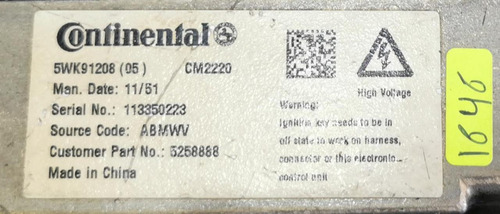 Continental
5WK91208 (05 ) CM2220
Man. Date: 11/51
Serial No.: 113350223
Source Code: ABMWV
Customer Part No.: 5258888
Made in China
High Voltage
Warning:
Ignition key needs to be in
off state to work on harness,
connector or this electronic
control unit
1646